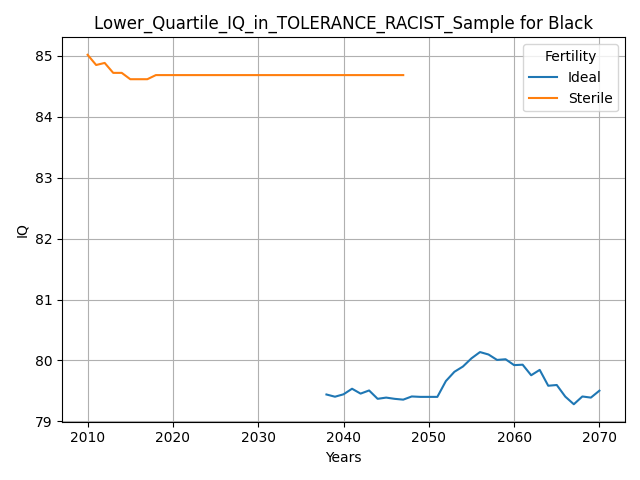 Lower_Quartile_IQ_in_TOLERANCE_RACIST_Sample for Black
Fertility
Ideal
Sterile
85
84
83
82
81
80
79
IQ
2010 2020 2030 2040 2050 2060 2070
Years